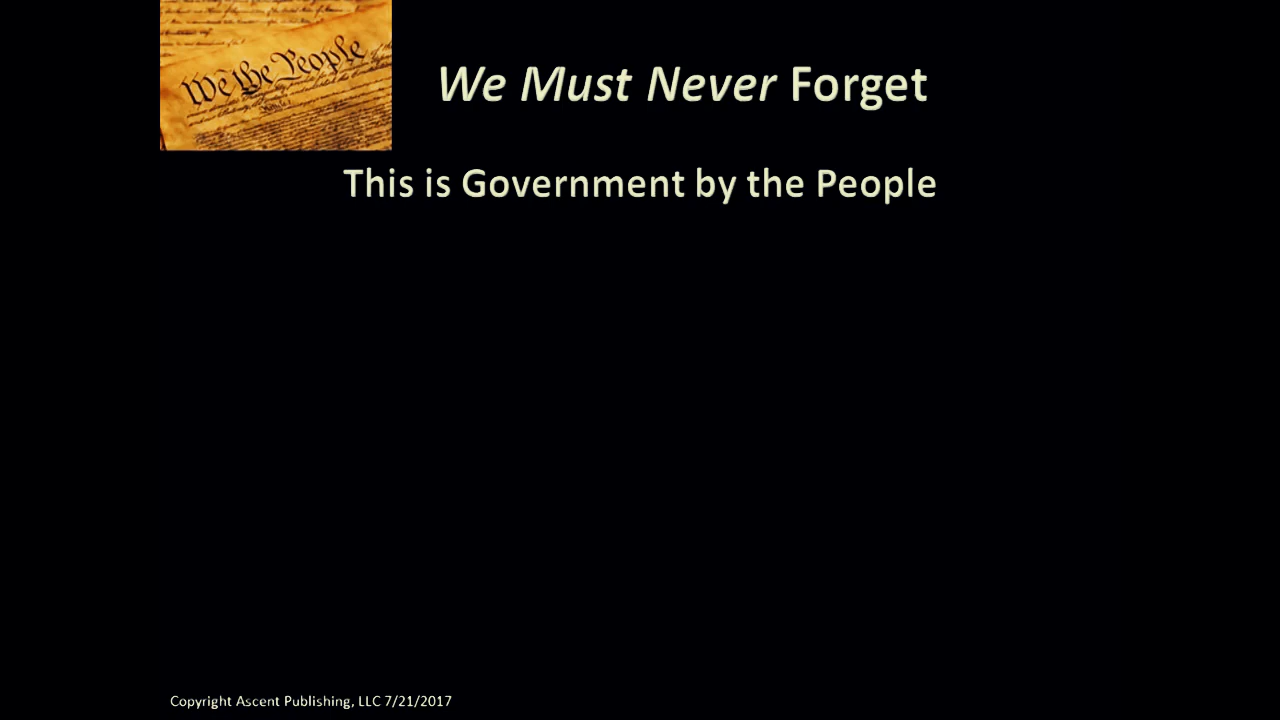 We the People
We Must Never Forget
This is Government by the People
Copyright Ascent Publishing, LLC 7/21/2017